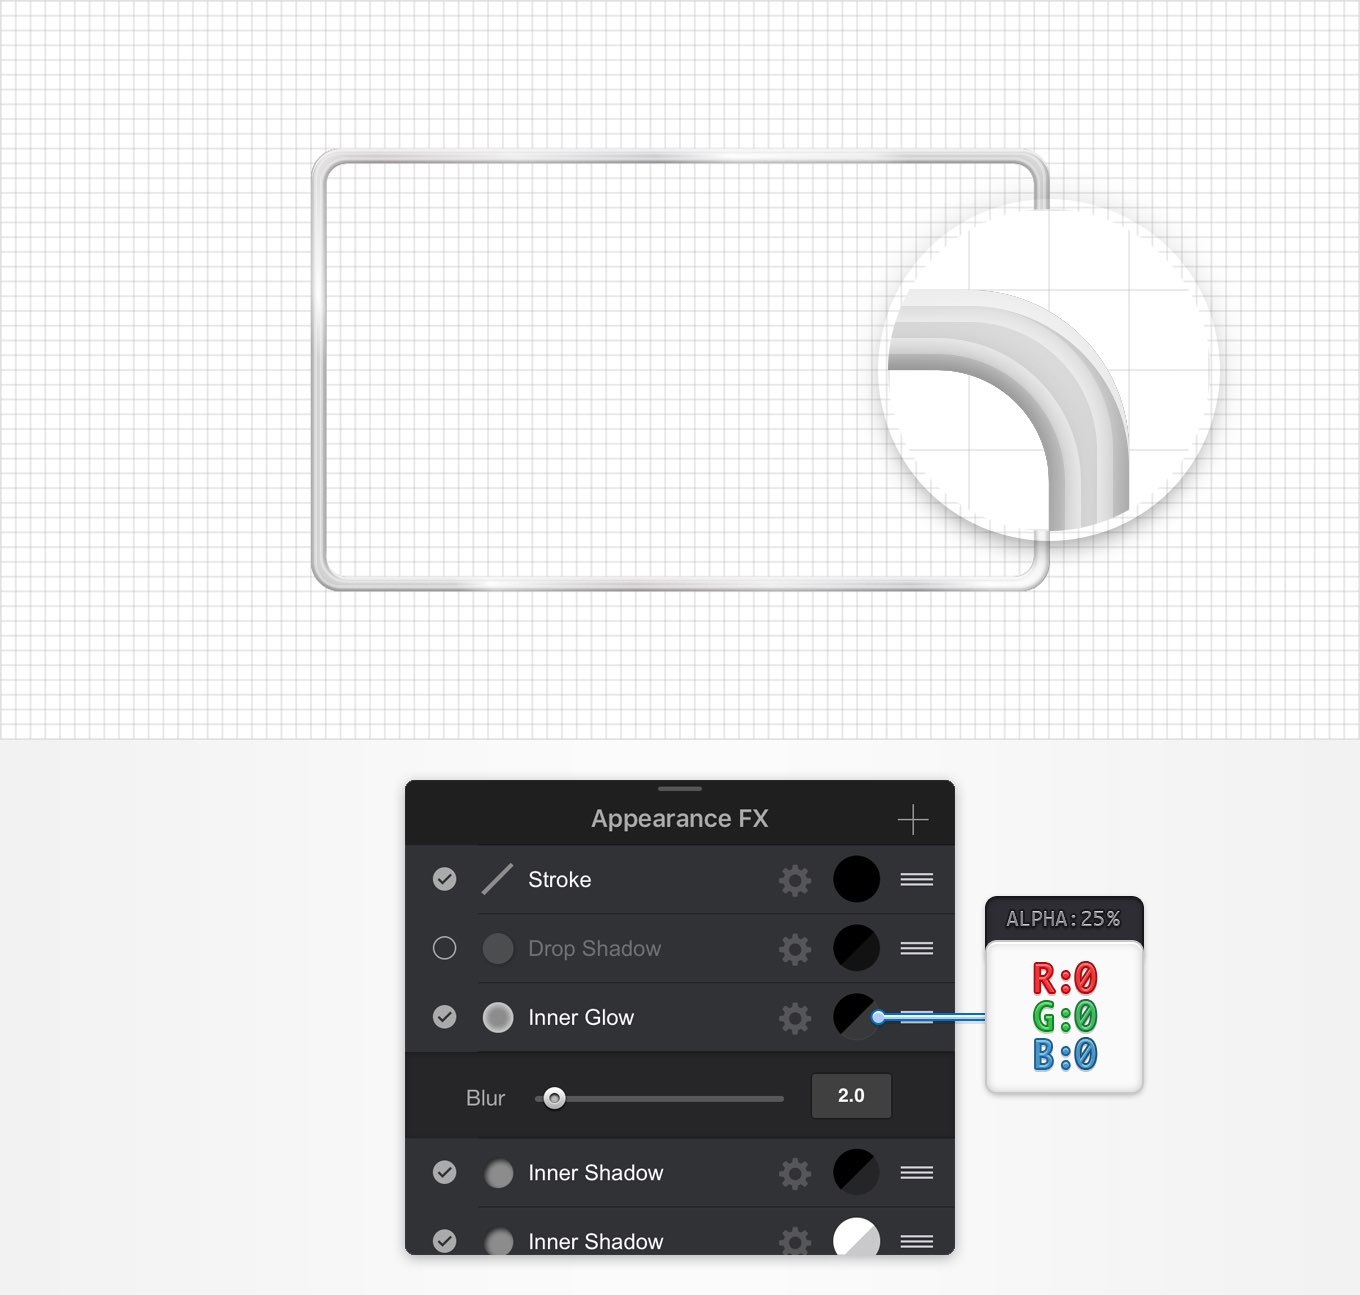 Appearance FX
Stroke
Drop Shadow
Inner Glow
ALPHA:25%
R:0
G:0
B:0
Blur 2.0
Inner Shadow
Inner Shadow